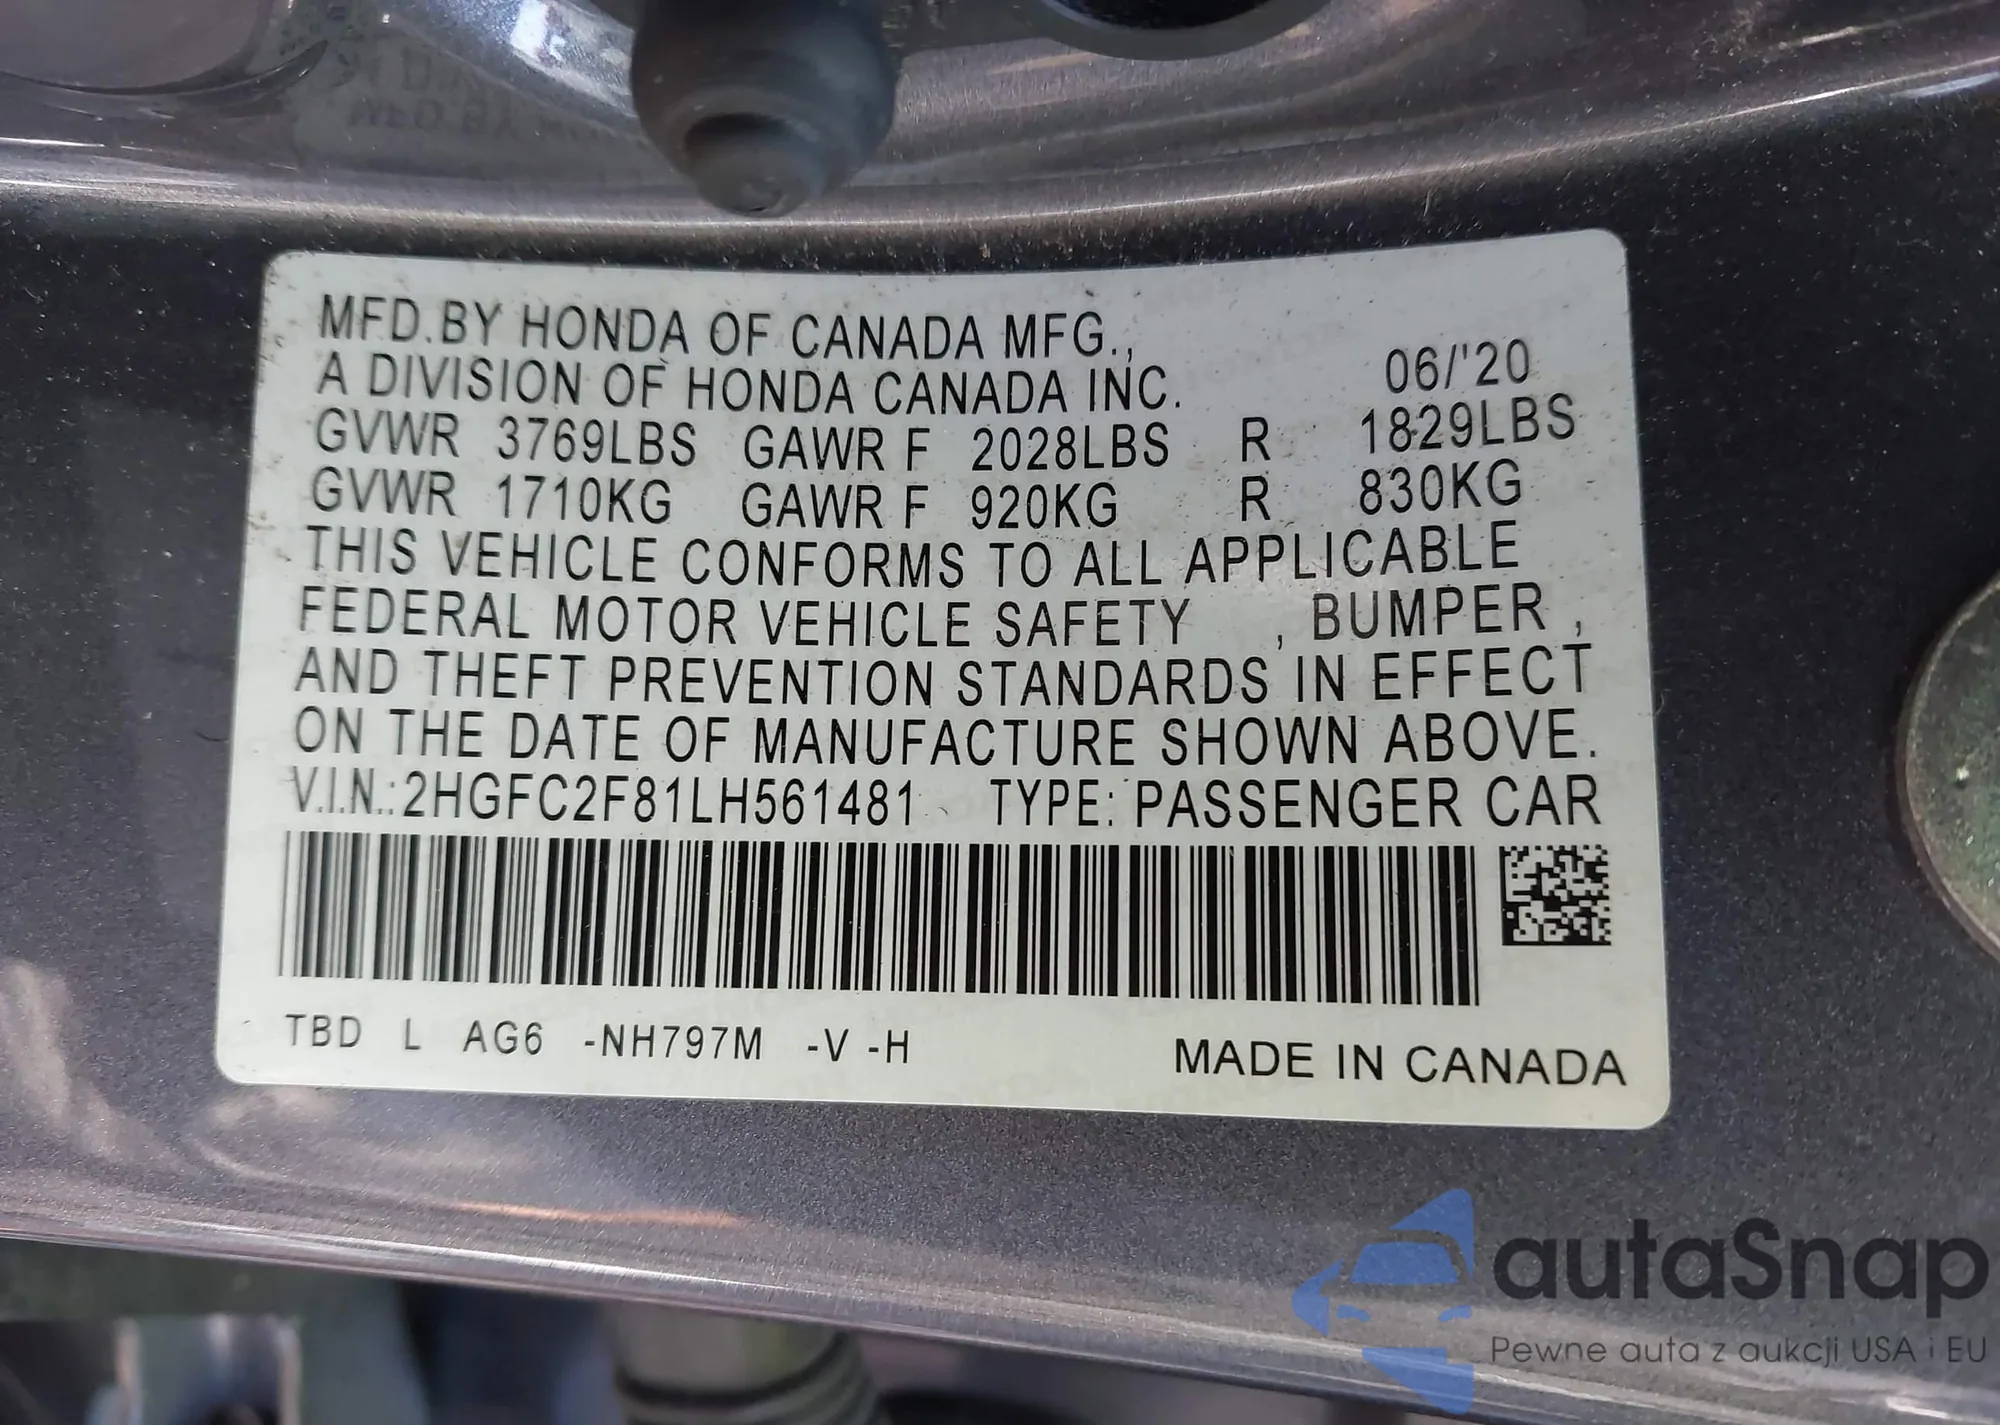 MFD.BY HONDA OF CANADA MFG.,
A DIVISION OF HONDA CANADA INC. 06/'20
GVWR 3769LBS GAWR F 2028LBS R 1829LBS
GVWR 1710KG GAWR F 920KG R 830KG
THIS VEHICLE CONFORMS TO ALL APPLICABLE
FEDERAL MOTOR VEHICLE SAFETY , BUMPER ,
AND THEFT PREVENTION STANDARDS IN EFFECT
ON THE DATE OF MANUFACTURE SHOWN ABOVE.
V.I.N.:2HGFC2F81LH561481 TYPE: PASSENGER CAR
TBD L AG6 -NH797M -V -H
MADE IN CANADA
autaSnap
Pewne auta z aukcji USA i EU